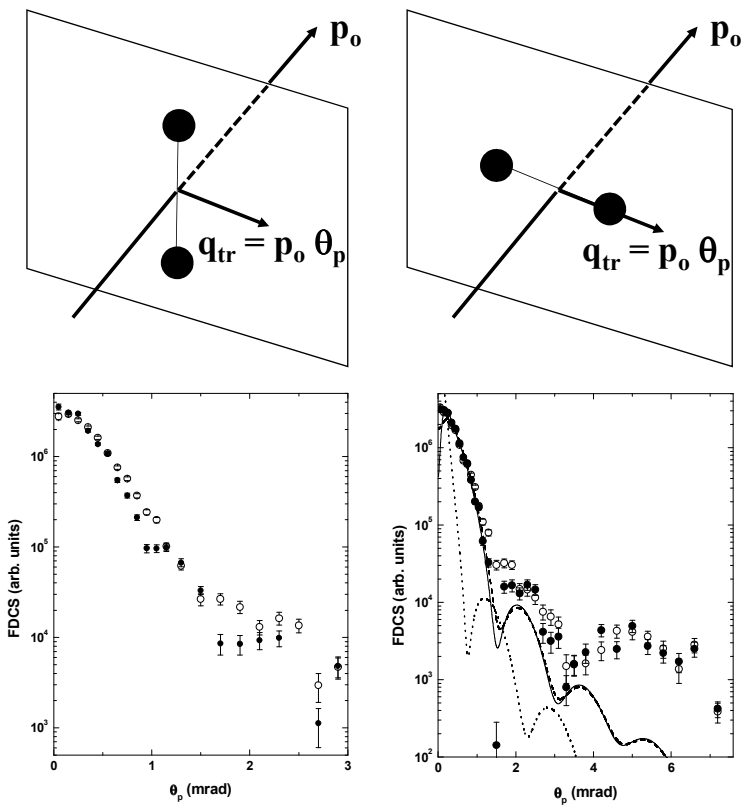 p₀
q_tr = p₀ θ_p
p₀
q_tr = p₀ θ_p
FDCS (arb. units)
10⁶
10⁵
10⁴
10³
0 1 2 3
θ_p (mrad)
FDCS (arb. units)
10⁶
10⁵
10⁴
10³
10²
0 2 4 6
θ_p (mrad)